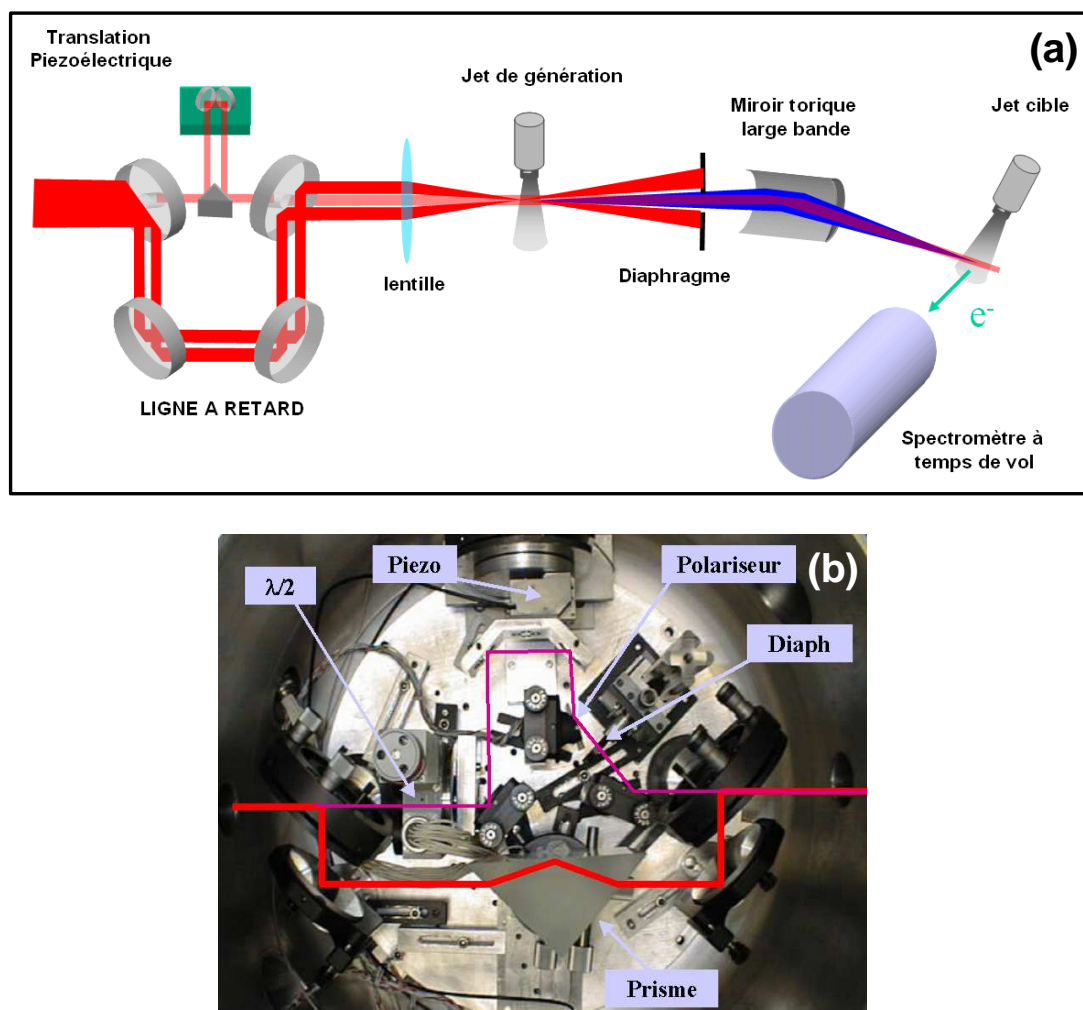 (a)
Translation
Piezoélectrique
Jet de génération
Miroir torique
large bande
Jet cible
lentille
Diaphragme
e-
LIGNE A RETARD
Spectromètre à
temps de vol
(b)
Piezo
Polariseur
λ/2
Diaph
Prisme